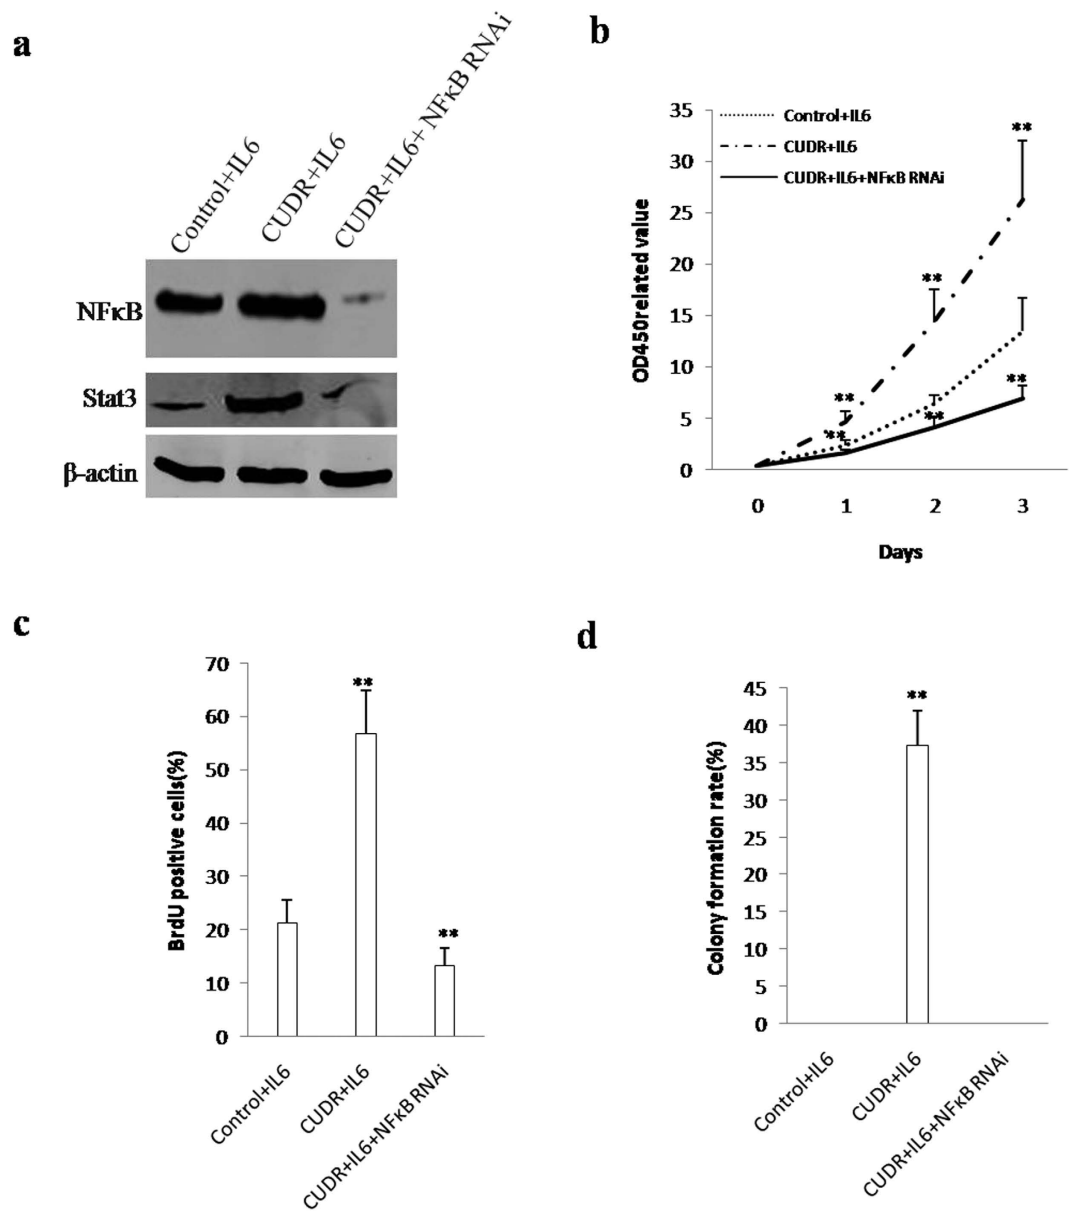 a
Control+IL6
CUDR+IL6
CUDR+IL6+ NFκB RNAi
NFκB
Stat3
β-actin
b
35
30
25
20
15
10
5
0
OD450related value
Control+IL6
CUDR+IL6
CUDR+IL6+NFκB RNAi
**
**
**
**
**
**
0 1 2 3
Days
c
70
60
50
40
30
20
10
0
BrdU positive cells(%)
**
**
Control+IL6
CUDR+IL6
CUDR+IL6+NFκB RNAi
d
45
40
35
30
25
20
15
10
5
0
Colony formation rate(%)
**
Control+IL6
CUDR+IL6
CUDR+IL6+NFκB RNAi